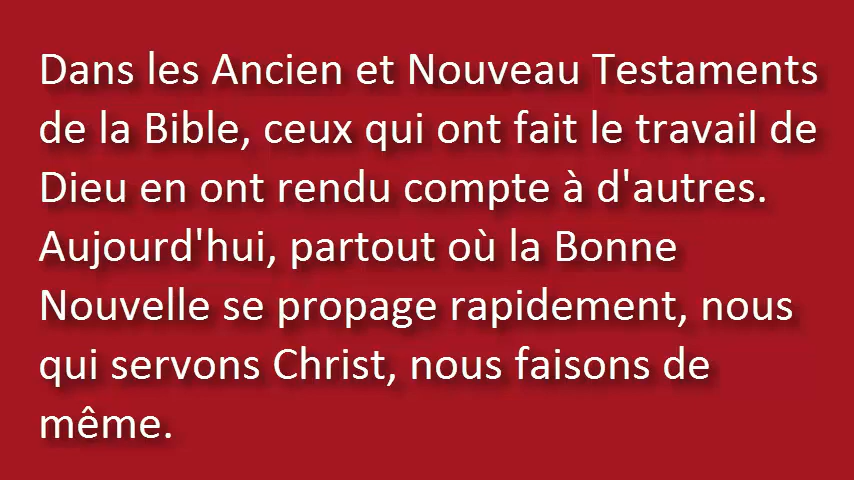 Dans les Ancien et Nouveau Testaments
de la Bible, ceux qui ont fait le travail de
Dieu en ont rendu compte à d'autres.
Aujourd'hui, partout où la Bonne
Nouvelle se propage rapidement, nous
qui servons Christ, nous faisons de
même.